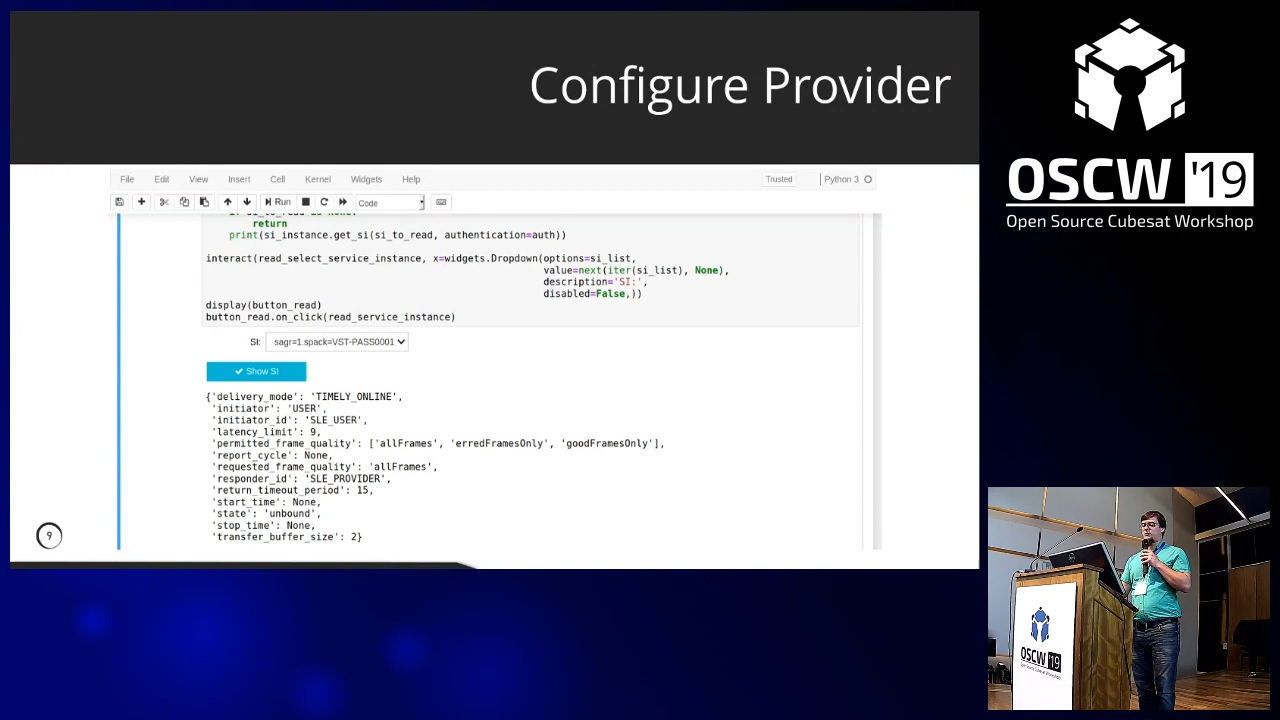 Configure Provider
File Edit View Insert Cell Kernel Widgets Help Trusted Python 3
Run Code
return
print(si_instance.get_si(si_to_read, authentication=auth))
interact(read_select_service_instance, x=widgets.Dropdown(options=si_list,
value=next(iter(si_list), None),
description='SI:',
disabled=False,))
display(button_read)
button_read.on_click(read_service_instance)
SI: sagr=1.spack=VST-PASS0001
Show SI
{'delivery_mode': 'TIMELY_ONLINE',
'initiator': 'USER',
'initiator_id': 'SLE_USER',
'latency_limit': 9,
'permitted_frame_quality': ['allFrames', 'erredFramesOnly', 'goodFramesOnly'],
'report_cycle': None,
'requested_frame_quality': 'allFrames',
'responder_id': 'SLE_PROVIDER',
'return_timeout_period': 15,
'start_time': None,
'state': 'unbound',
'stop_time': None,
'transfer_buffer_size': 2}
9
OSCW '19
Open Source Cubesat Workshop
OSCW '19
Open Source Cubesat Workshop